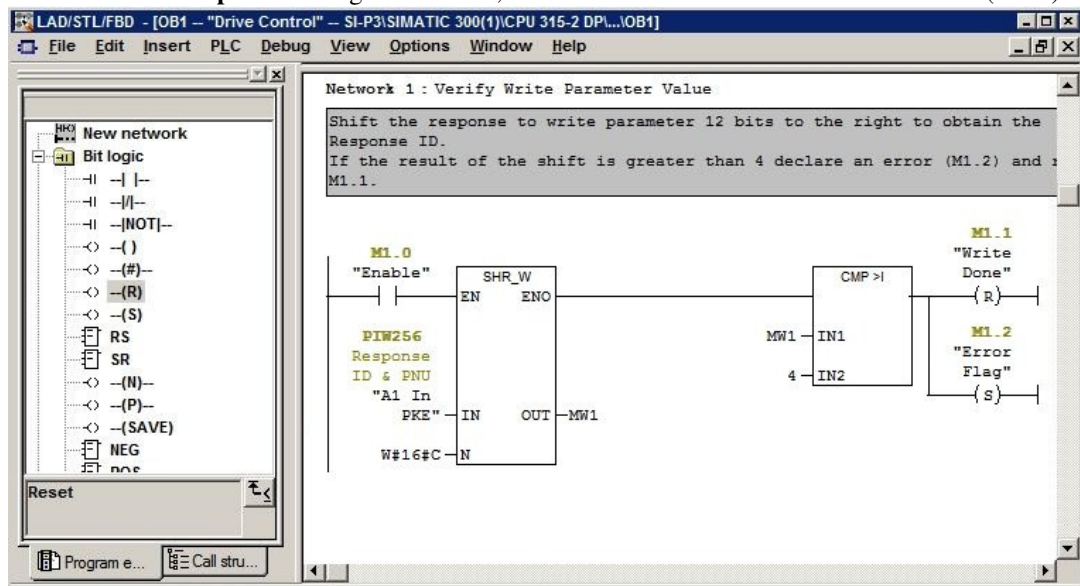 LAD/STL/FBD - [OB1 -- "Drive Control" -- SI-P3\SIMATIC 300(1)\CPU 315-2 DP\...\OB1]
File Edit Insert PLC Debug View Options Window Help
New network
Bit logic
--| |--
--|/|--
--|NOT|--
--( )
--(#)--
--(R)
--(S)
RS
SR
--(N)--
--(P)--
--(SAVE)
NEG
POS
Reset
Program e...
Call stru...
Network 1 : Verify Write Parameter Value
Shift the response to write parameter 12 bits to the right to obtain the
Response ID.
If the result of the shift is greater than 4 declare an error (M1.2) and
M1.1.
M1.0
"Enable"
SHR_W
EN ENO
PIW256
Response
ID & PNU
"A1 In
PKE"
IN OUT MW1
W#16#C N
CMP >I
MW1 IN1
4 IN2
M1.1
"Write
Done"
(R)
M1.2
"Error
Flag"
(S)